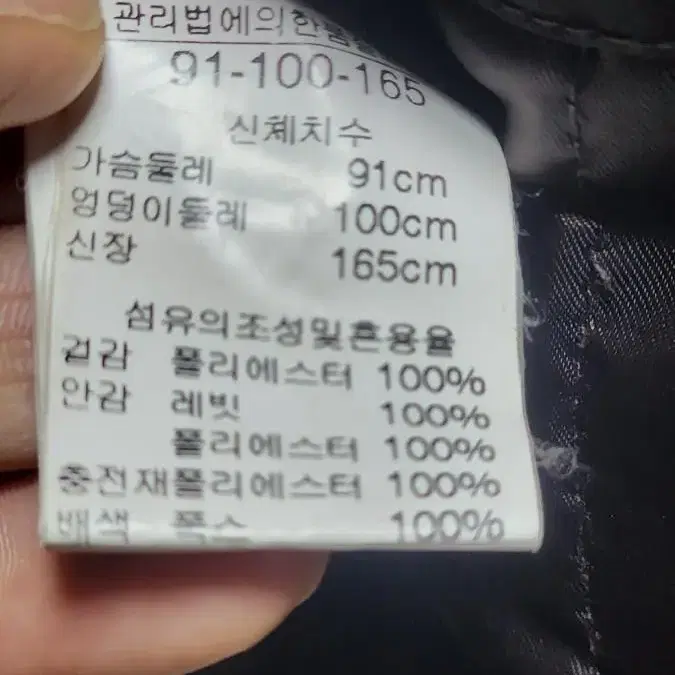 관리법에의한품질
91-100-165
신체치수
가슴둘레 91cm
엉덩이둘레 100cm
신장 165cm
섬유의조성및혼용율
겉감 폴리에스터 100%
안감 레빗 100%
폴리에스터 100%
충전재폴리에스터 100%
배색 폭스 100%